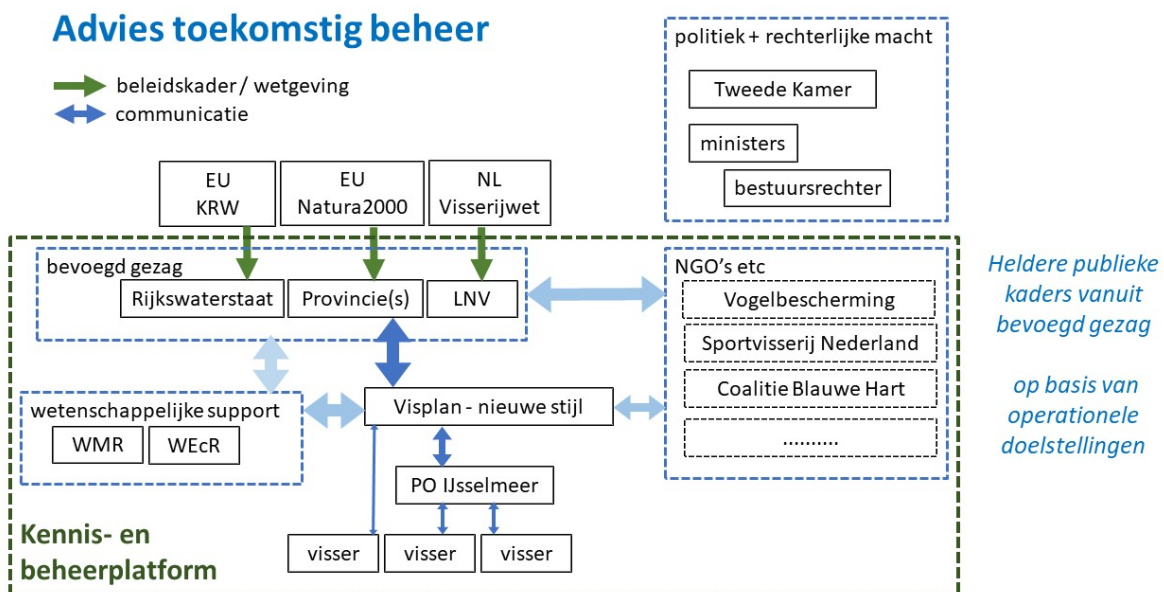 Advies toekomstig beheer
beleidskader / wetgeving
communicatie
politiek + rechterlijke macht
Tweede Kamer
ministers
bestuursrechter
EU
KRW
EU
Natura2000
NL
Visserijwet
bevoegd gezag
Rijkswaterstaat
Provincie(s)
LNV
NGO's etc
Vogelbescherming
Sportvisserij Nederland
Coalitie Blauwe Hart
..........
Heldere publieke
kaders vanuit
bevoegd gezag
op basis van
operationele
doelstellingen
wetenschappelijke support
WMR
WEcR
Visplan - nieuwe stijl
PO IJsselmeer
visser
visser
visser
Kennis- en
beheerplatform